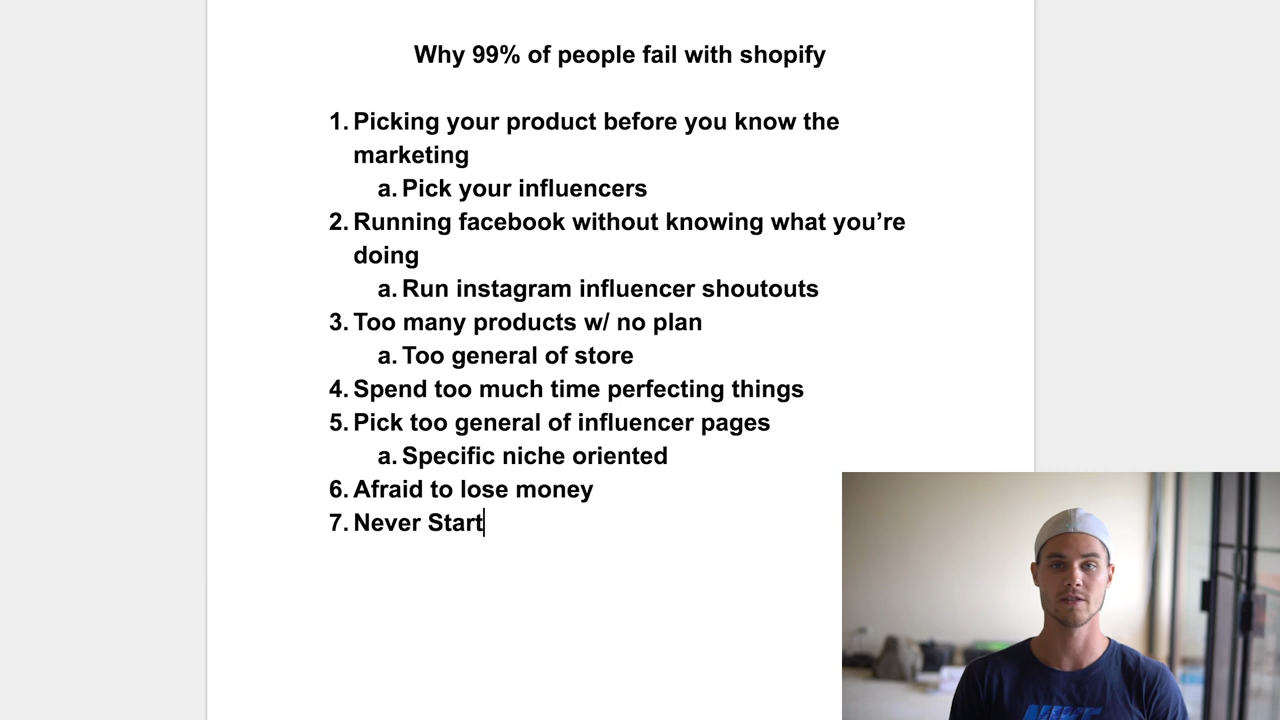 Why 99% of people fail with shopify
1. Picking your product before you know the
marketing
a. Pick your influencers
2. Running facebook without knowing what you’re
doing
a. Run instagram influencer shoutouts
3. Too many products w/ no plan
a. Too general of store
4. Spend too much time perfecting things
5. Pick too general of influencer pages
a. Specific niche oriented
6. Afraid to lose money
7. Never Start
NIKE